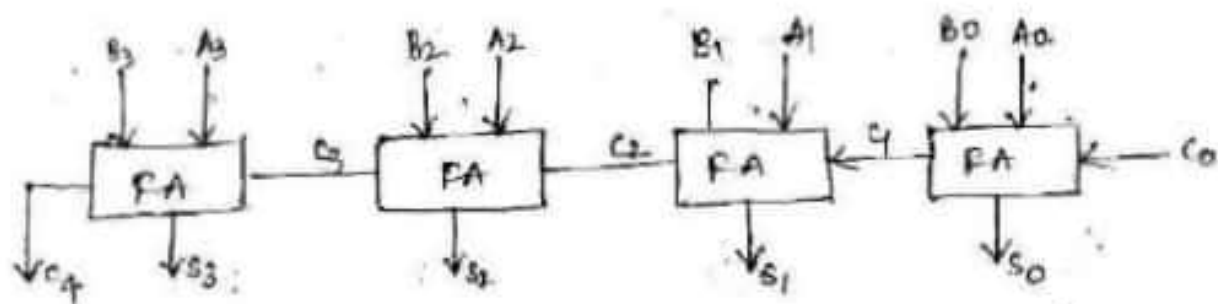 B3 A3 B2 A2 B1 A1 B0 A0
FA C3 FA C2 FA C1 FA C0
C4 S3 S2 S1 S0